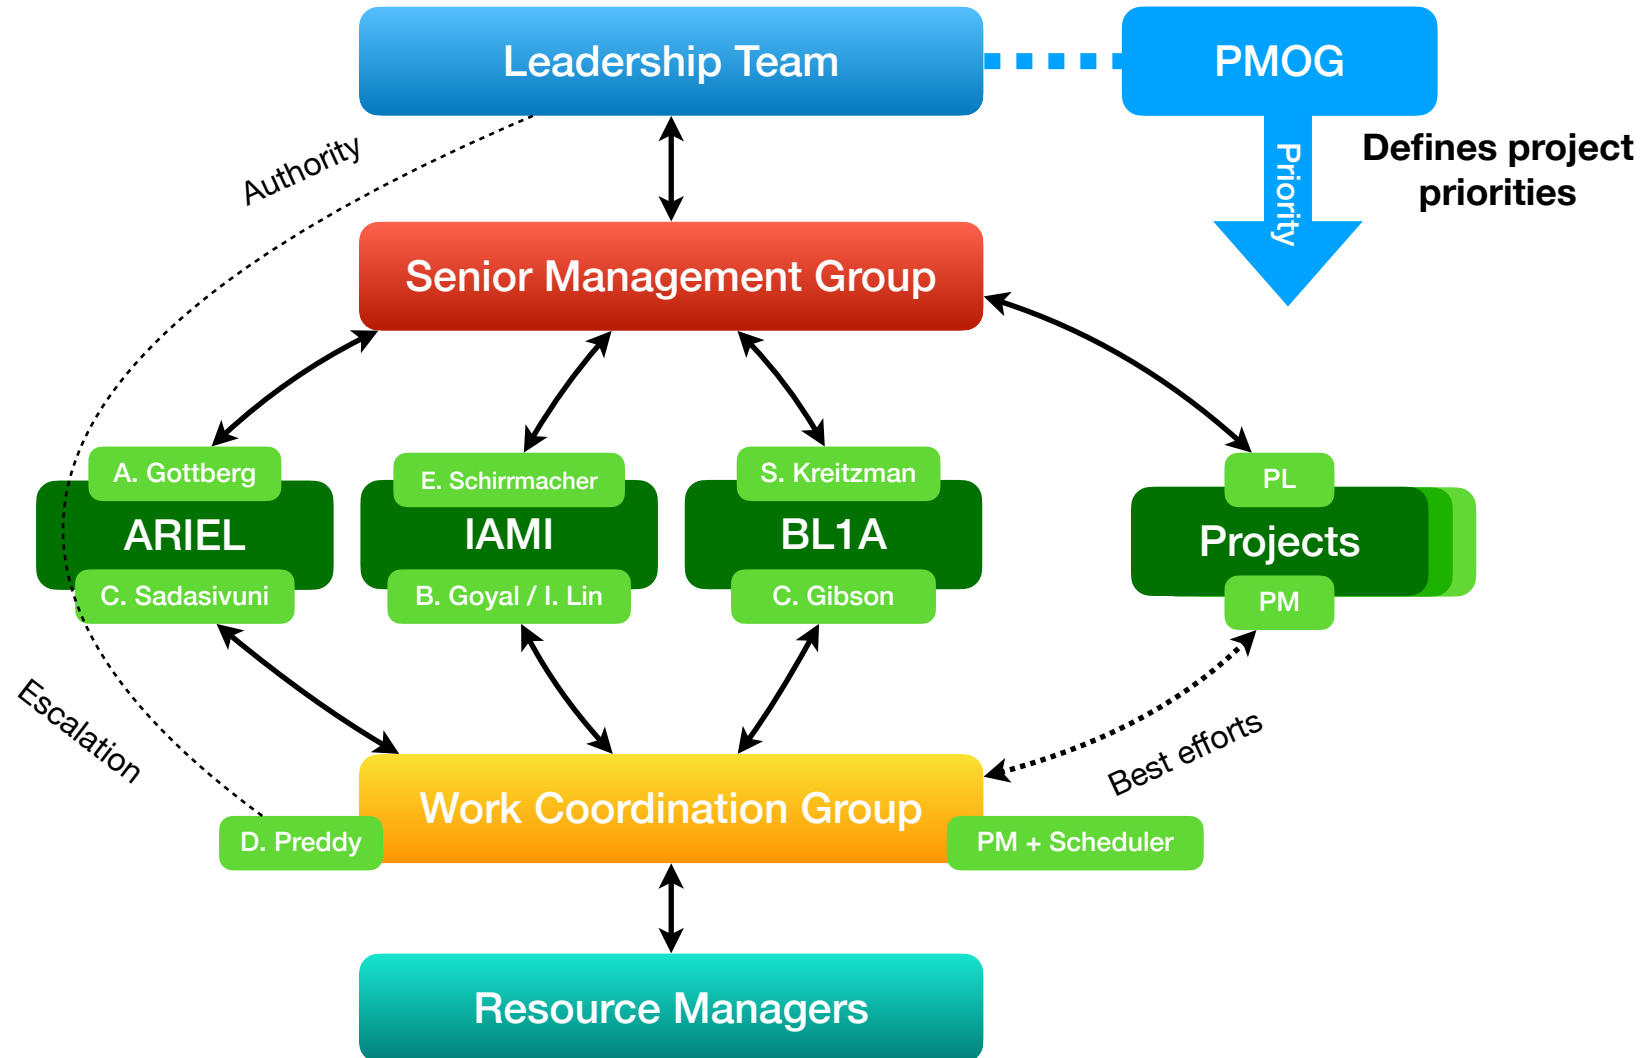 Leadership Team
PMOG
Authority
Priority
Defines project
priorities
Senior Management Group
A. Gottberg
E. Schirrmacher
S. Kreitzman
PL
ARIEL
IAMI
BL1A
Projects
C. Sadasivuni
B. Goyal / I. Lin
C. Gibson
PM
Escalation
Best efforts
Work Coordination Group
D. Preddy
PM + Scheduler
Resource Managers